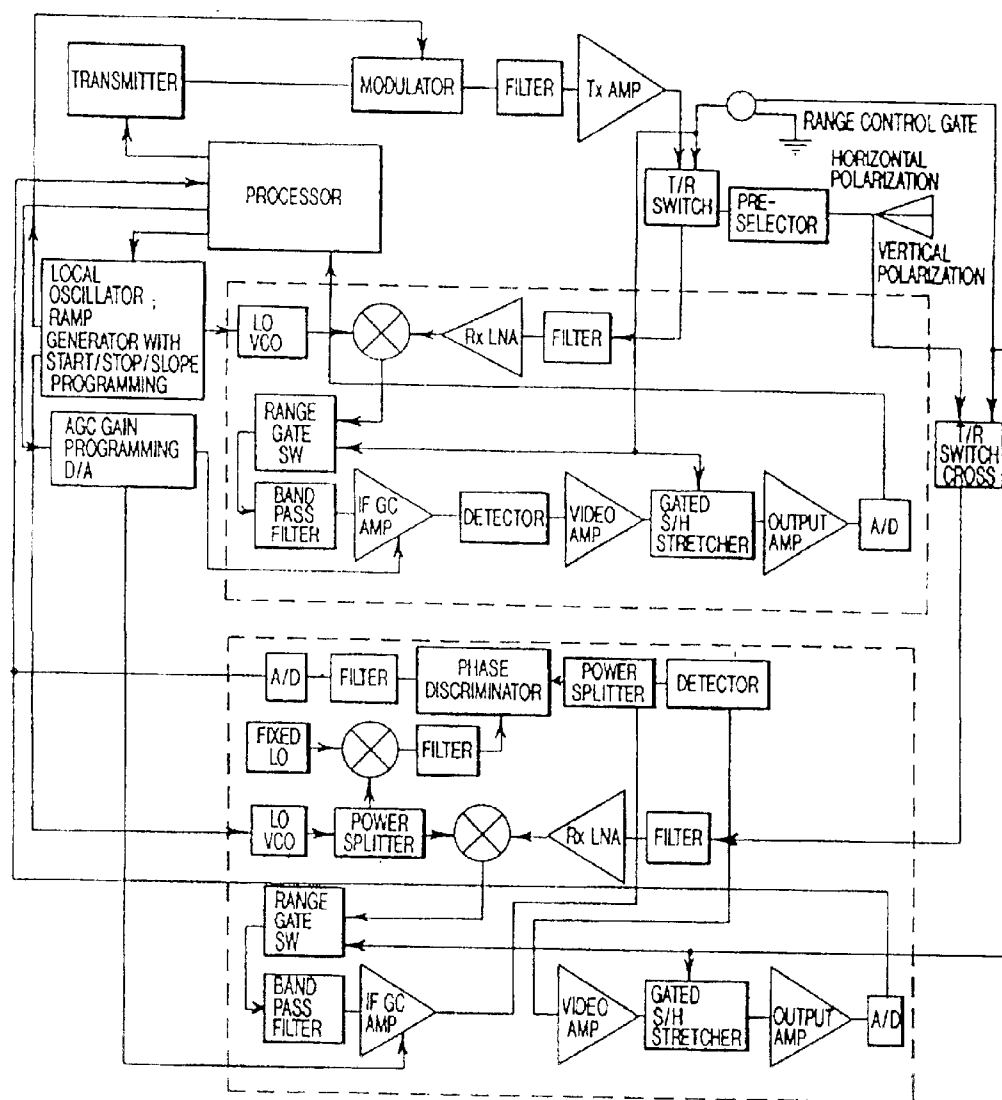 TRANSMITTER
MODULATOR
FILTER
Tx AMP
RANGE CONTROL GATE
HORIZONTAL
POLARIZATION
PROCESSOR
T/R
SWITCH
PRE-
SELECTOR
VERTICAL
POLARIZATION
LOCAL
OSCILLATOR ;
RAMP
GENERATOR WITH
START/STOP/SLOPE
PROGRAMMING
LO
VCO
Rx LNA
FILTER
AGC GAIN
PROGRAMMING
D/A
RANGE
GATE
SW
T/R
SWITCH
CROSS
BAND
PASS
FILTER
IF GC
AMP
DETECTOR
VIDEO
AMP
GATED
S/H
STRETCHER
OUTPUT
AMP
A/D
A/D
FILTER
PHASE
DISCRIMINATOR
POWER
SPLITTER
DETECTOR
FIXED
LO
FILTER
LO
VCO
POWER
SPLITTER
Rx LNA
FILTER
RANGE
GATE
SW
BAND
PASS
FILTER
IF GC
AMP
VIDEO
AMP
GATED
S/H
STRETCHER
OUTPUT
AMP
A/D